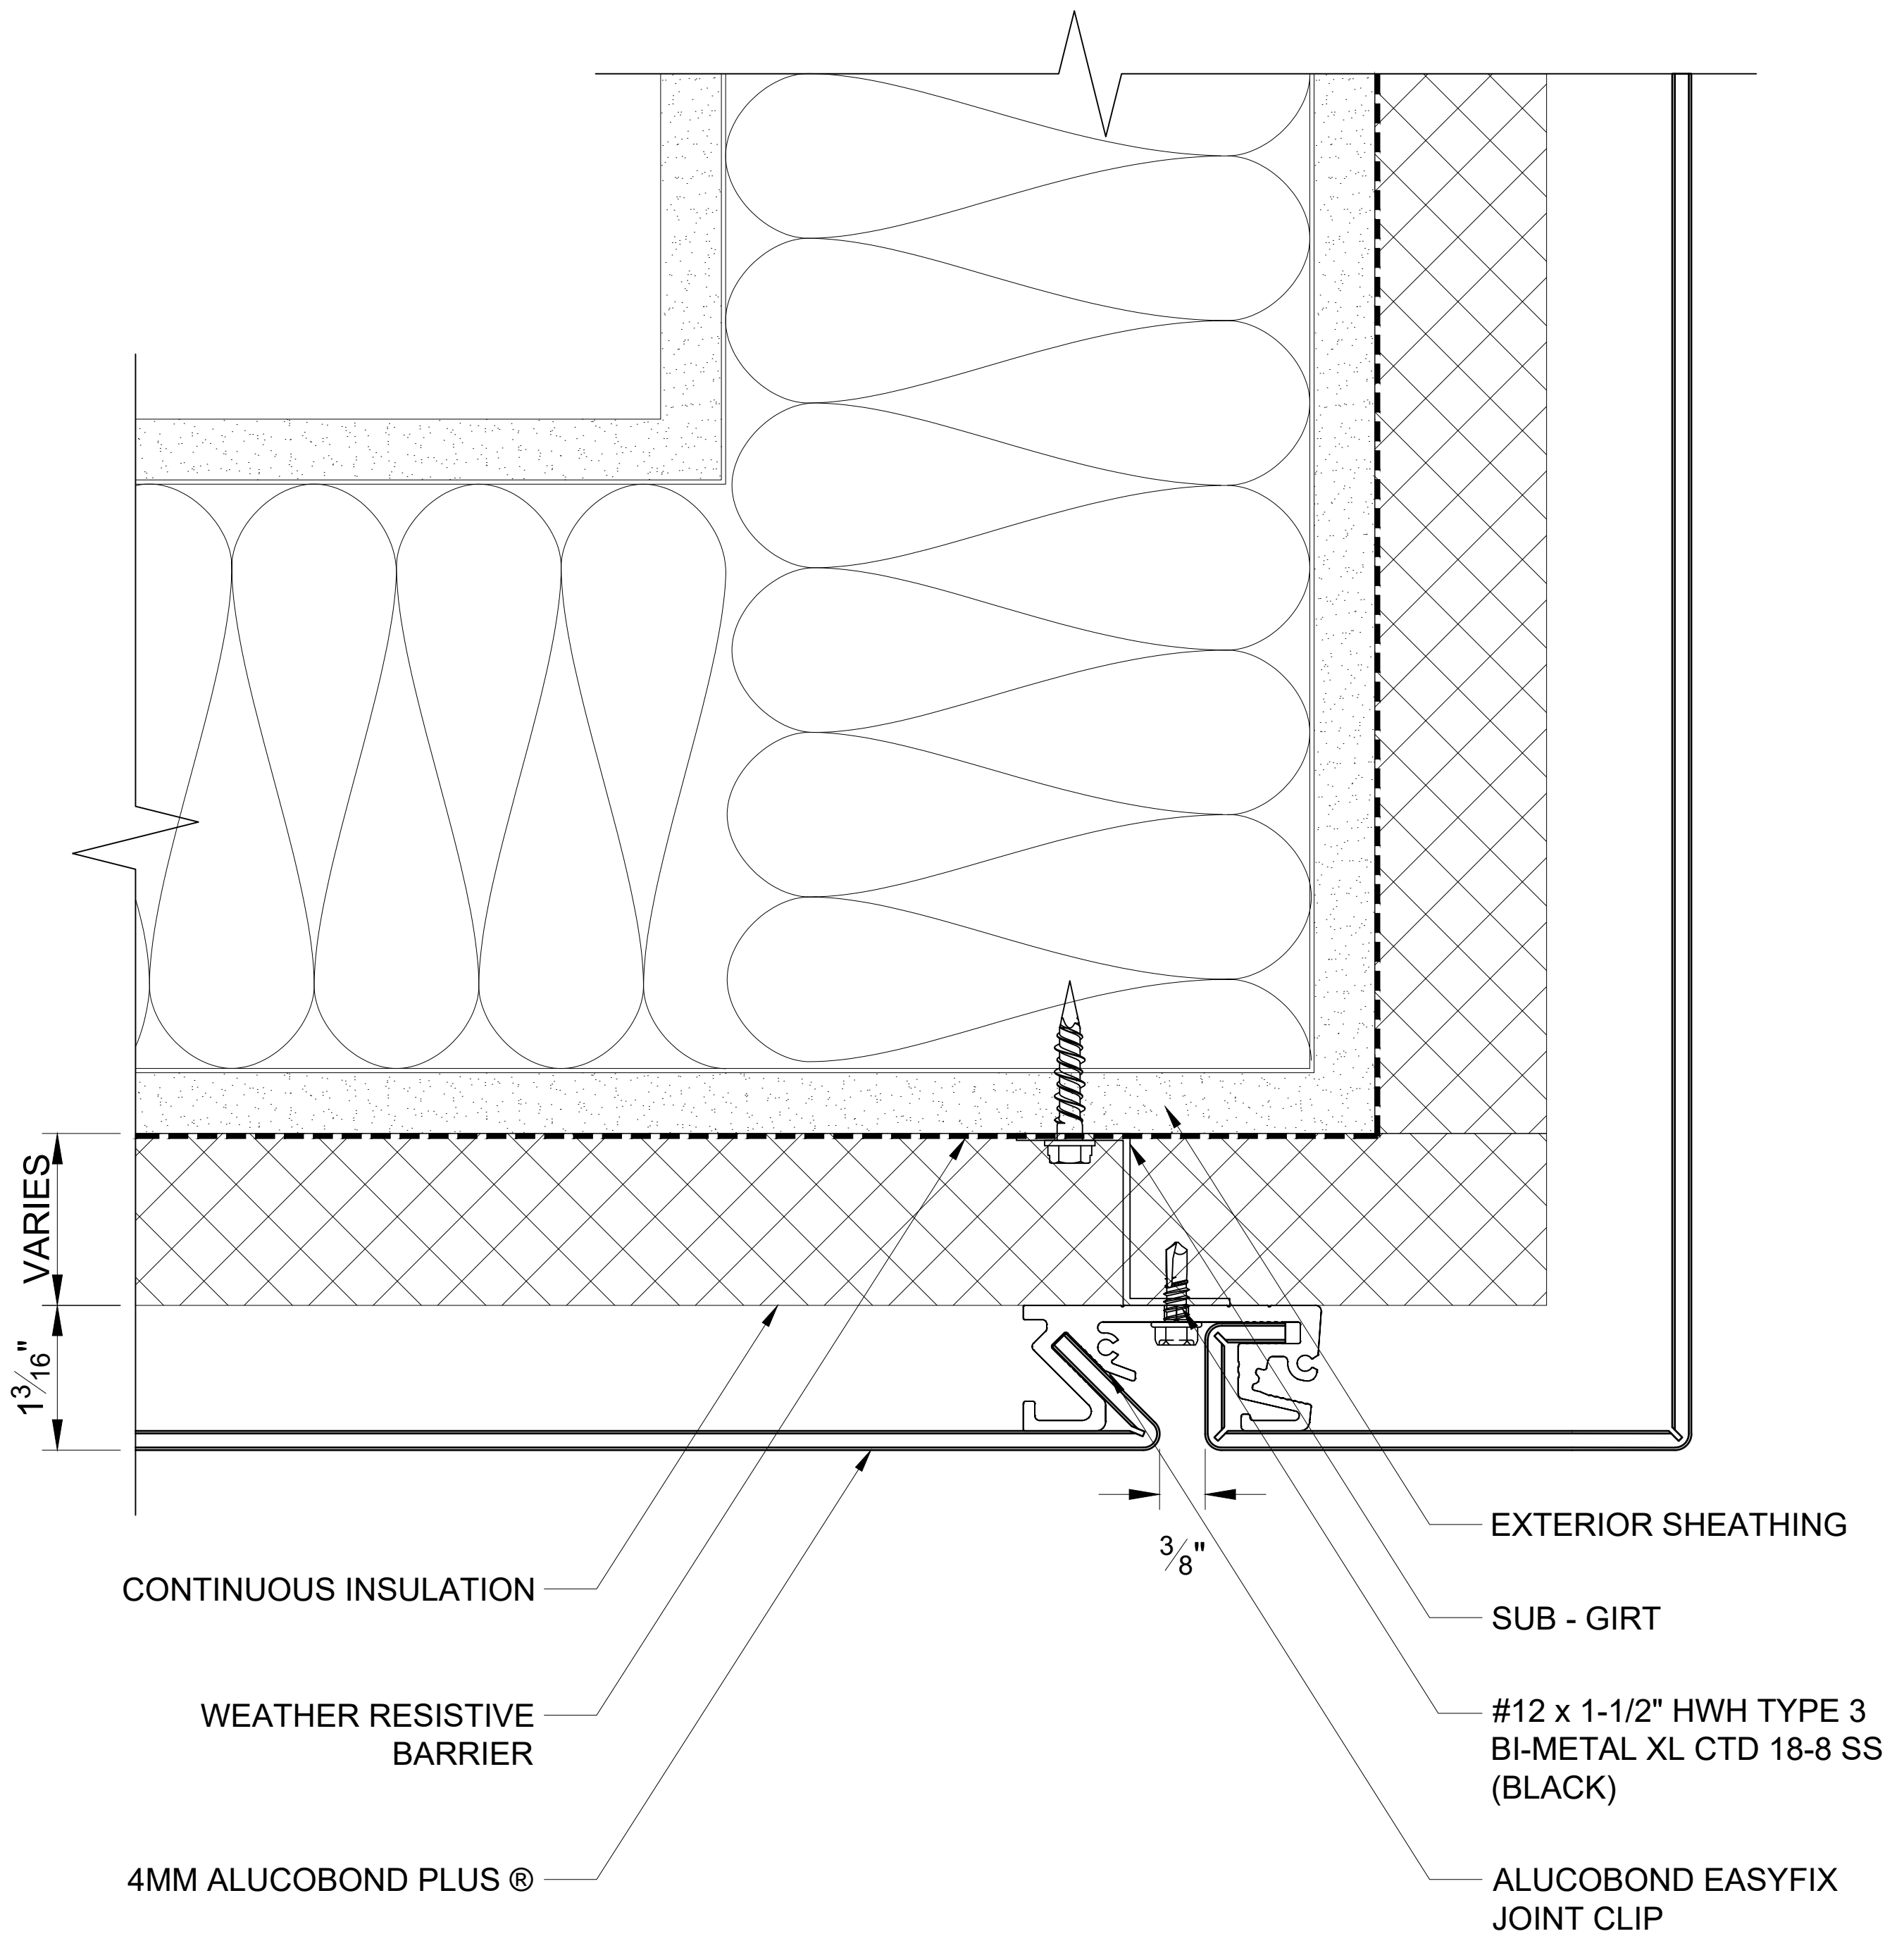 VARIES
1 3/16"
3/8"
CONTINUOUS INSULATION
WEATHER RESISTIVE
BARRIER
4MM ALUCOBOND PLUS ®
EXTERIOR SHEATHING
SUB - GIRT
#12 x 1-1/2" HWH TYPE 3
BI-METAL XL CTD 18-8 SS
(BLACK)
ALUCOBOND EASYFIX
JOINT CLIP